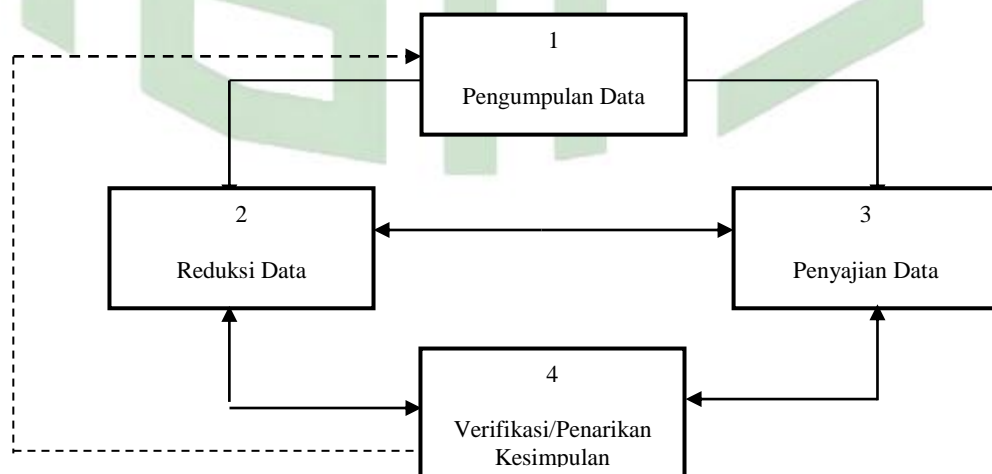 1
Pengumpulan Data
2
Reduksi Data
3
Penyajian Data
4
Verifikasi/Penarikan
Kesimpulan